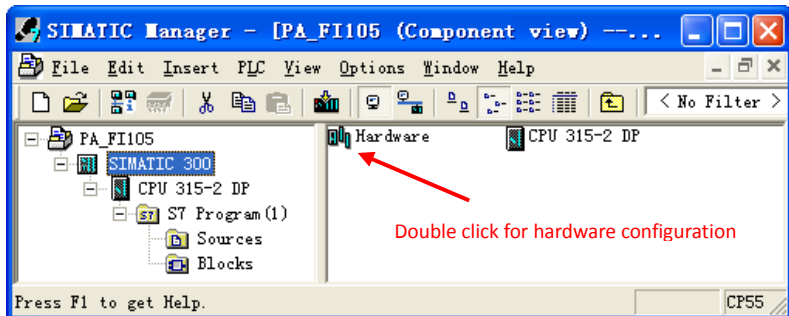 SIMATIC Manager - [PA_FI105 (Component view) --...
File Edit Insert PLC View Options Window Help
< No Filter >
PA_FI105
SIMATIC 300
CPU 315-2 DP
S7 Program(1)
Sources
Blocks
Hardware CPU 315-2 DP
Double click for hardware configuration
Press F1 to get Help. CP55